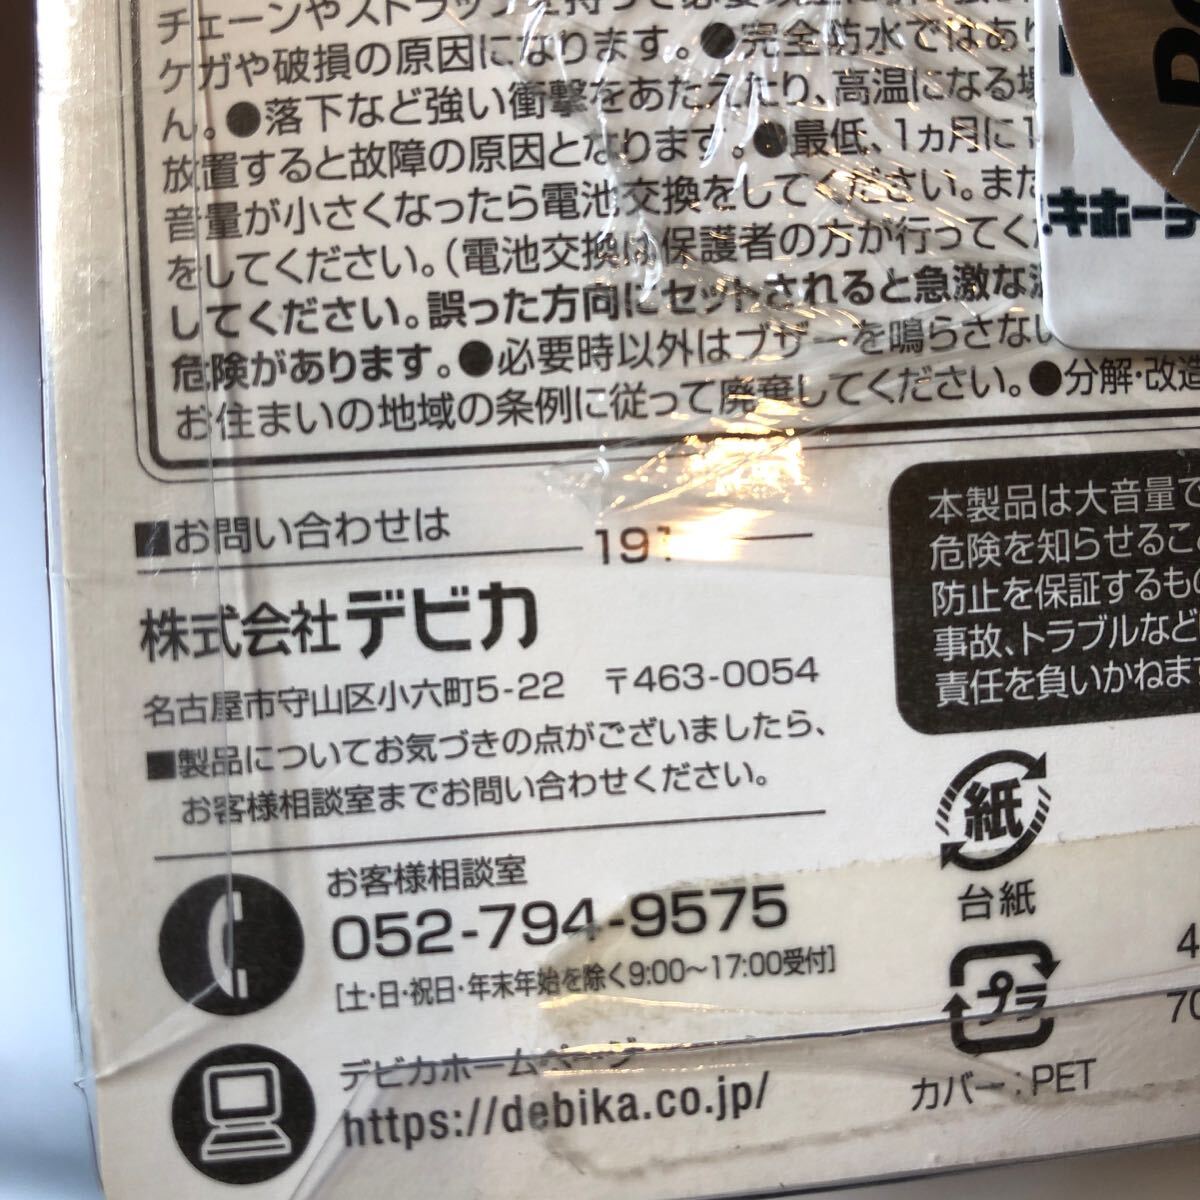 チェーンやストラップを持って必要以上に
ケガや破損の原因になります。●完全防水ではあり
ん。●落下など強い衝撃をあたえたり、高温になる場
放置すると故障の原因となります。●最低、1ヵ月に1
音量が小さくなったら電池交換をしてください。また
をしてください。(電池交換は保護者の方が行ってく
してください。誤った方向にセットされると急激な
危険があります。●必要時以外はブザーを鳴らさない
お住まいの地域の条例に従って廃棄してください。●分解・改造
キホーテ
■お問い合わせは
191
株式会社デビカ
名古屋市守山区小六町5-22 〒463-0054
■製品についてお気づきの点がございましたら、
お客様相談室までお問い合わせください。
お客様相談室
052-794-9575
[土・日・祝日・年末年始を除く9:00〜17:00受付]
デビカホームページ
https://debika.co.jp/
本製品は大音量で
危険を知らせるこ
防止を保証するもの
事故、トラブルなど
責任を負いかねます
紙
台紙
プラ
カバー:PET
4
70